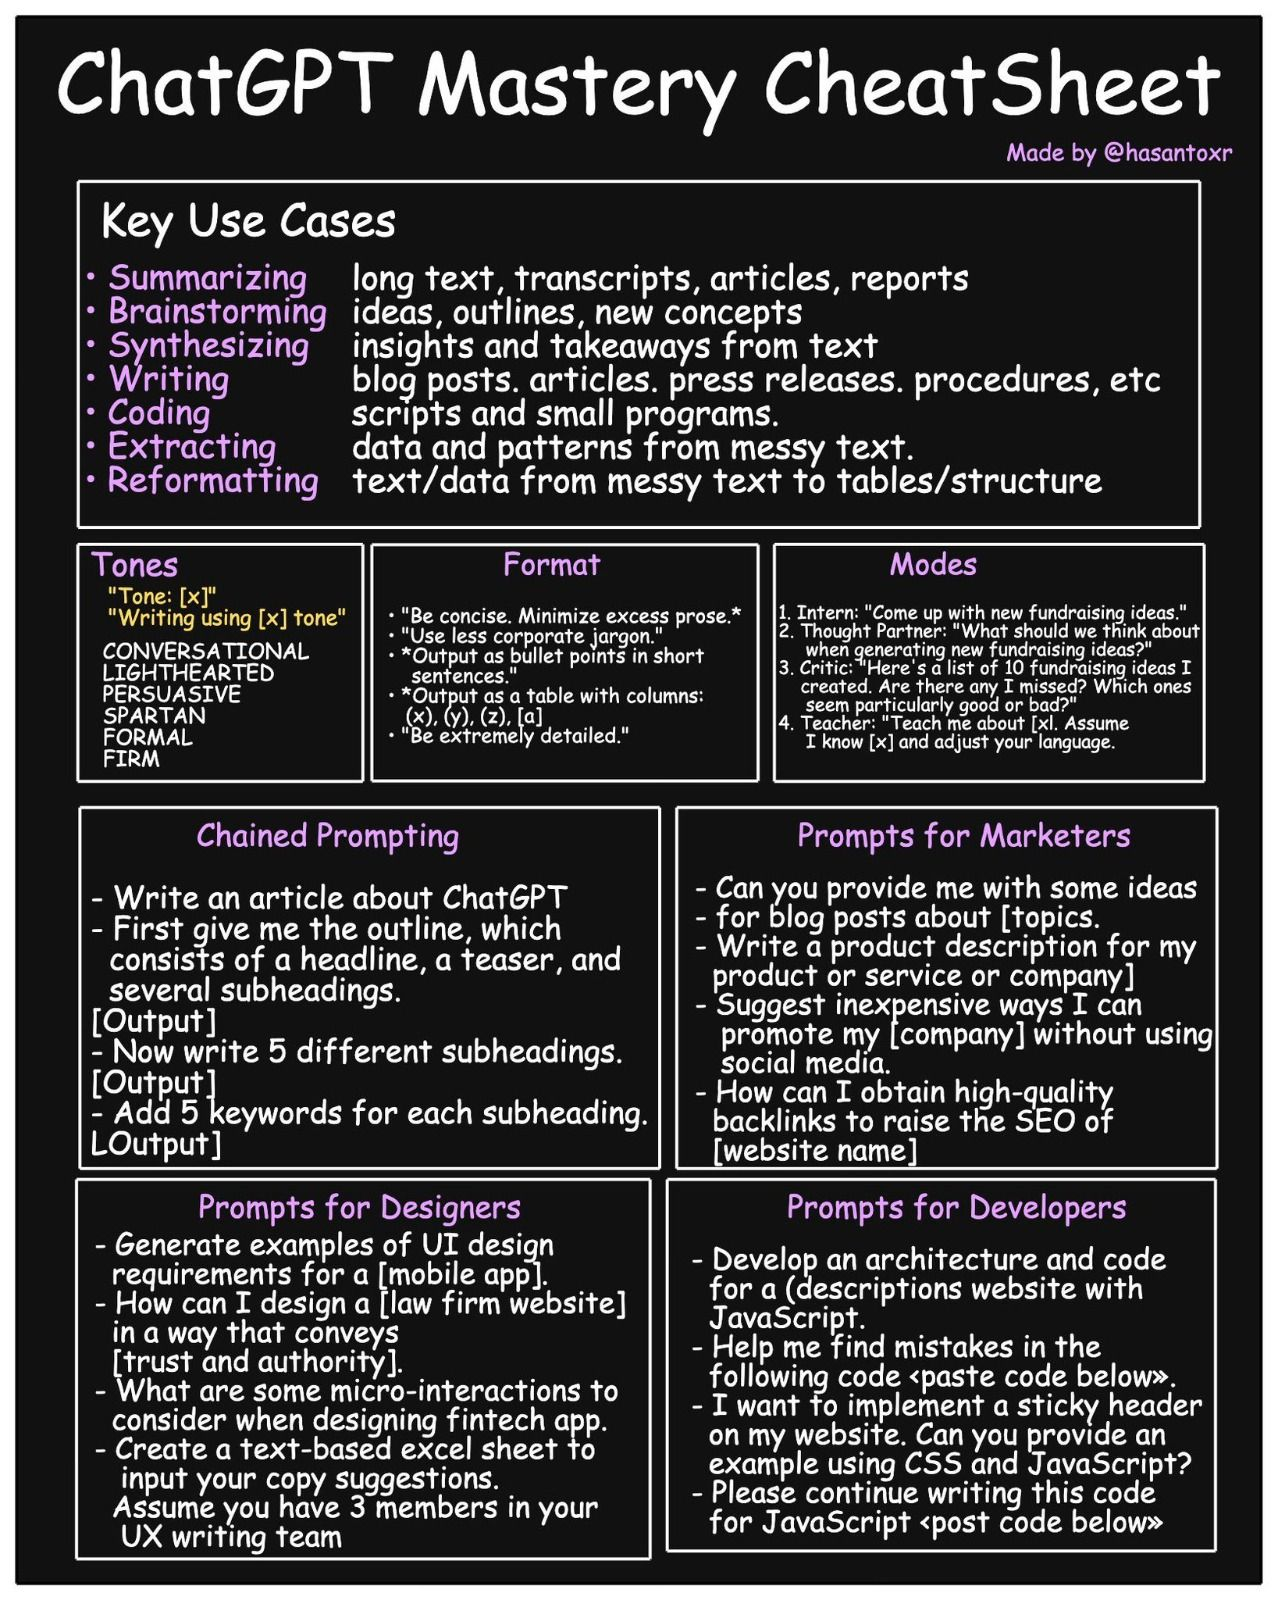 ChatGPT Mastery CheatSheet
Made by @hasantoxr
Key Use Cases
• Summarizing long text, transcripts, articles, reports
• Brainstorming ideas, outlines, new concepts
• Synthesizing insights and takeaways from text
• Writing blog posts. articles. press releases. procedures, etc
• Coding scripts and small programs.
• Extracting data and patterns from messy text.
• Reformatting text/data from messy text to tables/structure
Tones
"Tone: [x]"
"Writing using [x] tone"
CONVERSATIONAL
LIGHTHEARTED
PERSUASIVE
SPARTAN
FORMAL
FIRM
Format
• "Be concise. Minimize excess prose.*
• "Use less corporate jargon."
• *Output as bullet points in short
sentences."
• *Output as a table with columns:
(x), (y), (z), [a]
• "Be extremely detailed."
Modes
1. Intern: "Come up with new fundraising ideas."
2. Thought Partner: "What should we think about
when generating new fundraising ideas?"
3. Critic: "Here's a list of 10 fundraising ideas I
created. Are there any I missed? Which ones
seem particularly good or bad?"
4. Teacher: "Teach me about [xl. Assume
I know [x] and adjust your language.
Chained Prompting
- Write an article about ChatGPT
- First give me the outline, which
consists of a headline, a teaser, and
several subheadings.
[Output]
- Now write 5 different subheadings.
[Output]
- Add 5 keywords for each subheading.
LOutput]
Prompts for Marketers
- Can you provide me with some ideas
- for blog posts about [topics.
- Write a product description for my
product or service or company]
- Suggest inexpensive ways I can
promote my [company] without using
social media.
- How can I obtain high-quality
backlinks to raise the SEO of
[website name]
Prompts for Designers
- Generate examples of UI design
requirements for a [mobile app].
- How can I design a [law firm website]
in a way that conveys
[trust and authority].
- What are some micro-interactions to
consider when designing fintech app.
- Create a text-based excel sheet to
input your copy suggestions.
Assume you have 3 members in your
UX writing team
Prompts for Developers
- Develop an architecture and code
for a (descriptions website with
JavaScript.
- Help me find mistakes in the
following code <paste code below».
- I want to implement a sticky header
on my website. Can you provide an
example using CSS and JavaScript?
- Please continue writing this code
for JavaScript <post code below»